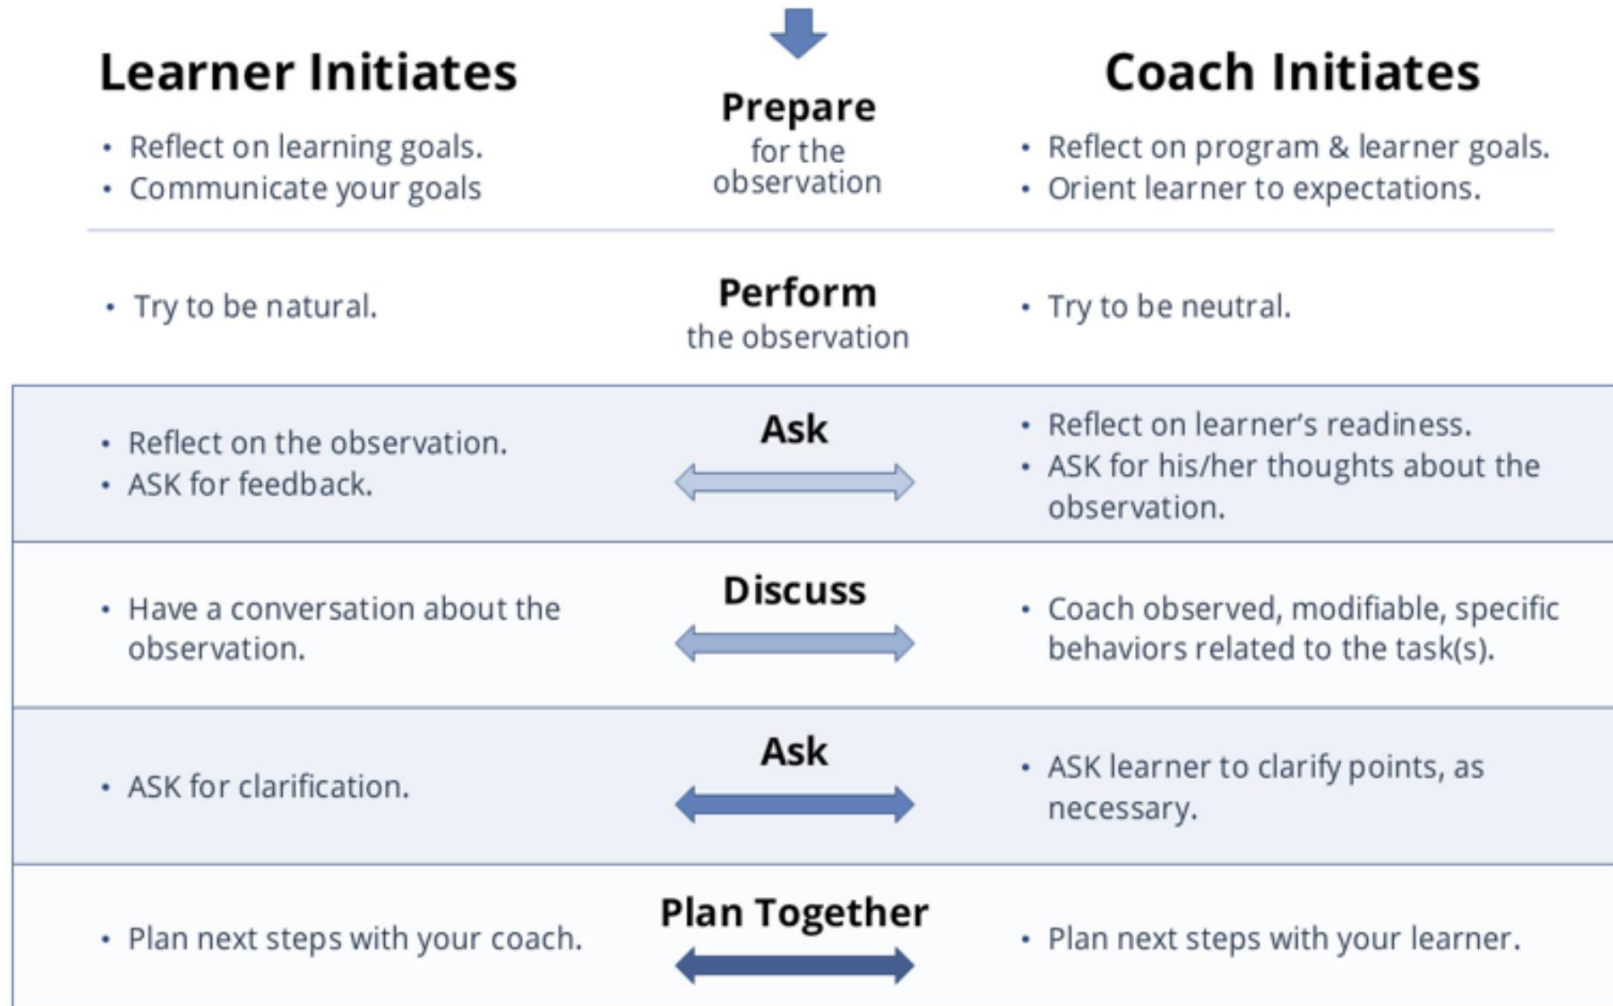 Learner Initiates
Coach Initiates
Prepare
for the
observation
• Reflect on learning goals.
• Communicate your goals
• Reflect on program & learner goals.
• Orient learner to expectations.
• Try to be natural.
Perform
the observation
• Try to be neutral.
• Reflect on the observation.
• ASK for feedback.
Ask
• Reflect on learner’s readiness.
• ASK for his/her thoughts about the
observation.
• Have a conversation about the
observation.
Discuss
• Coach observed, modifiable, specific
behaviors related to the task(s).
• ASK for clarification.
Ask
• ASK learner to clarify points, as
necessary.
• Plan next steps with your coach.
Plan Together
• Plan next steps with your learner.